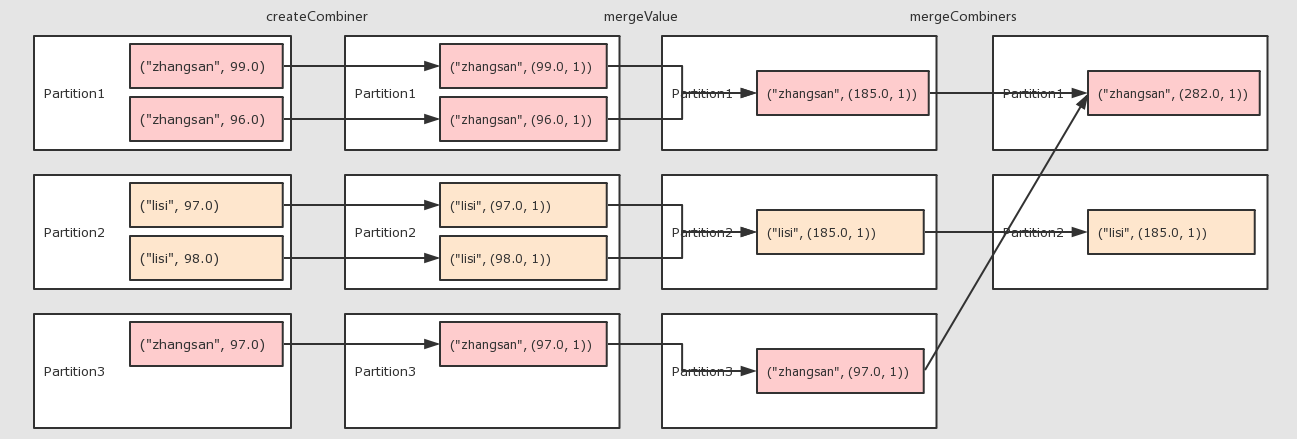 createCombiner
mergeValue
mergeCombiners
Partition1
("zhangsan", 99.0)
("zhangsan", 96.0)
Partition1
("zhangsan", (99.0, 1))
("zhangsan", (96.0, 1))
Partition1
("zhangsan", (185.0, 1))
Partition1
("zhangsan", (282.0, 1))
Partition2
("lisi", 97.0)
("lisi", 98.0)
Partition2
("lisi", (97.0, 1))
("lisi", (98.0, 1))
Partition2
("lisi", (185.0, 1))
Partition2
("lisi", (185.0, 1))
Partition3
("zhangsan", 97.0)
Partition3
("zhangsan", (97.0, 1))
Partition3
("zhangsan", (97.0, 1))